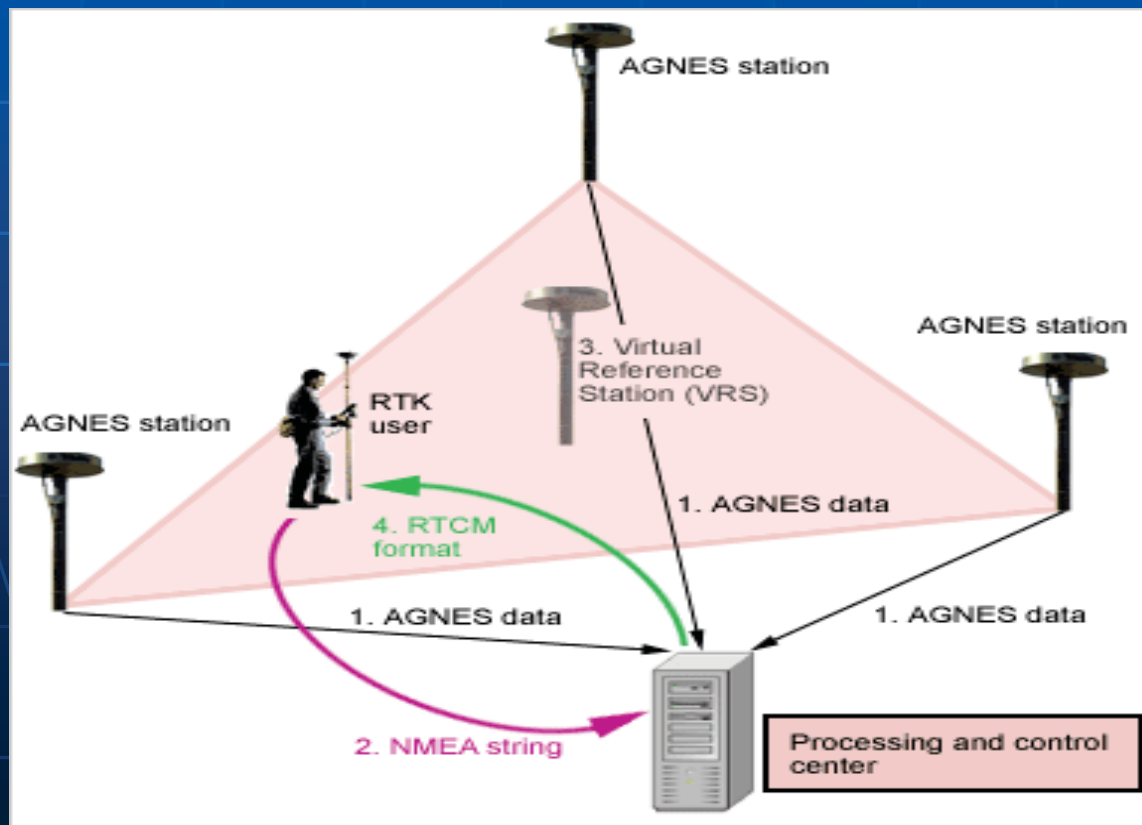 AGNES station
AGNES station
3. Virtual
Reference
Station (VRS)
RTK
user
AGNES station
1. AGNES data
4. RTCM
format
1. AGNES data
1. AGNES data
2. NMEA string
Processing and control
center